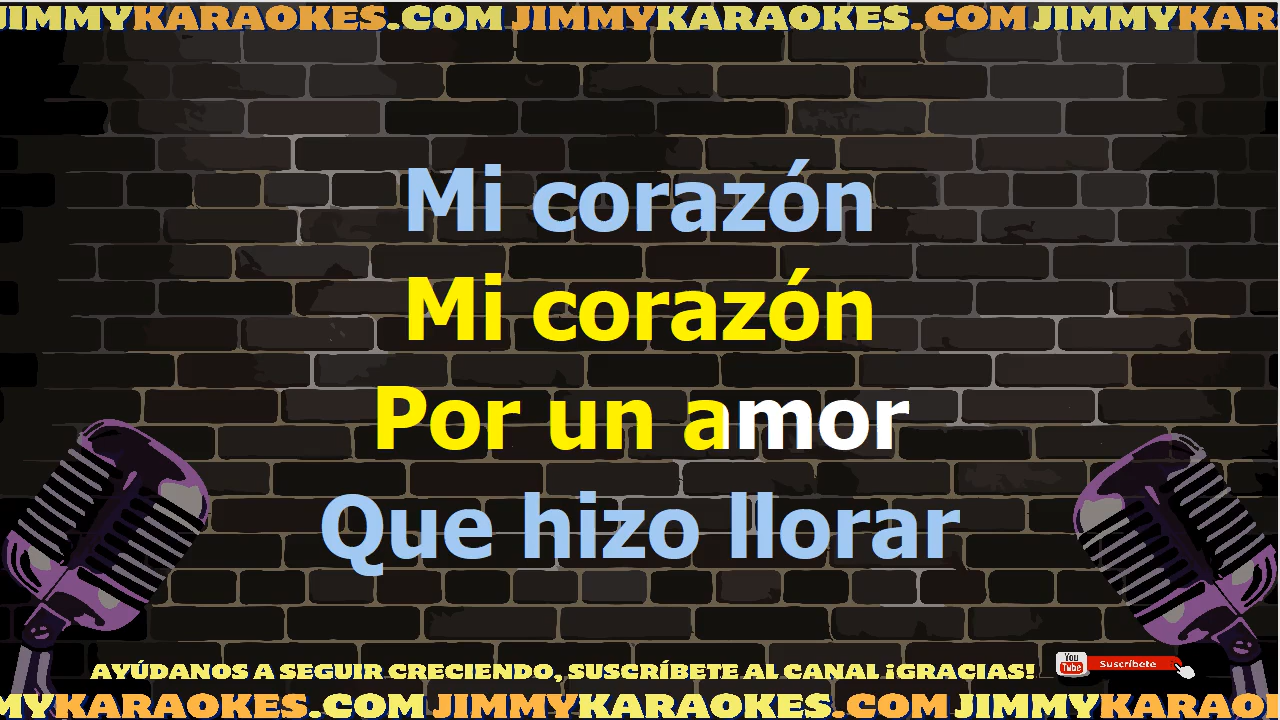 JIMMYKARAOKES.COM JIMMYKARAOKES.COM JIMMYKAR
Mi corazón
Mi corazón
Por un amor
Que hizo llorar
AYÚDANOS A SEGUIR CRECIENDO, SUSCRÍBETE AL CANAL ¡GRACIAS!
You Tube Suscríbete
MYKARAOKES.COM JIMMYKARAOKES.COM JIMMYKARAO